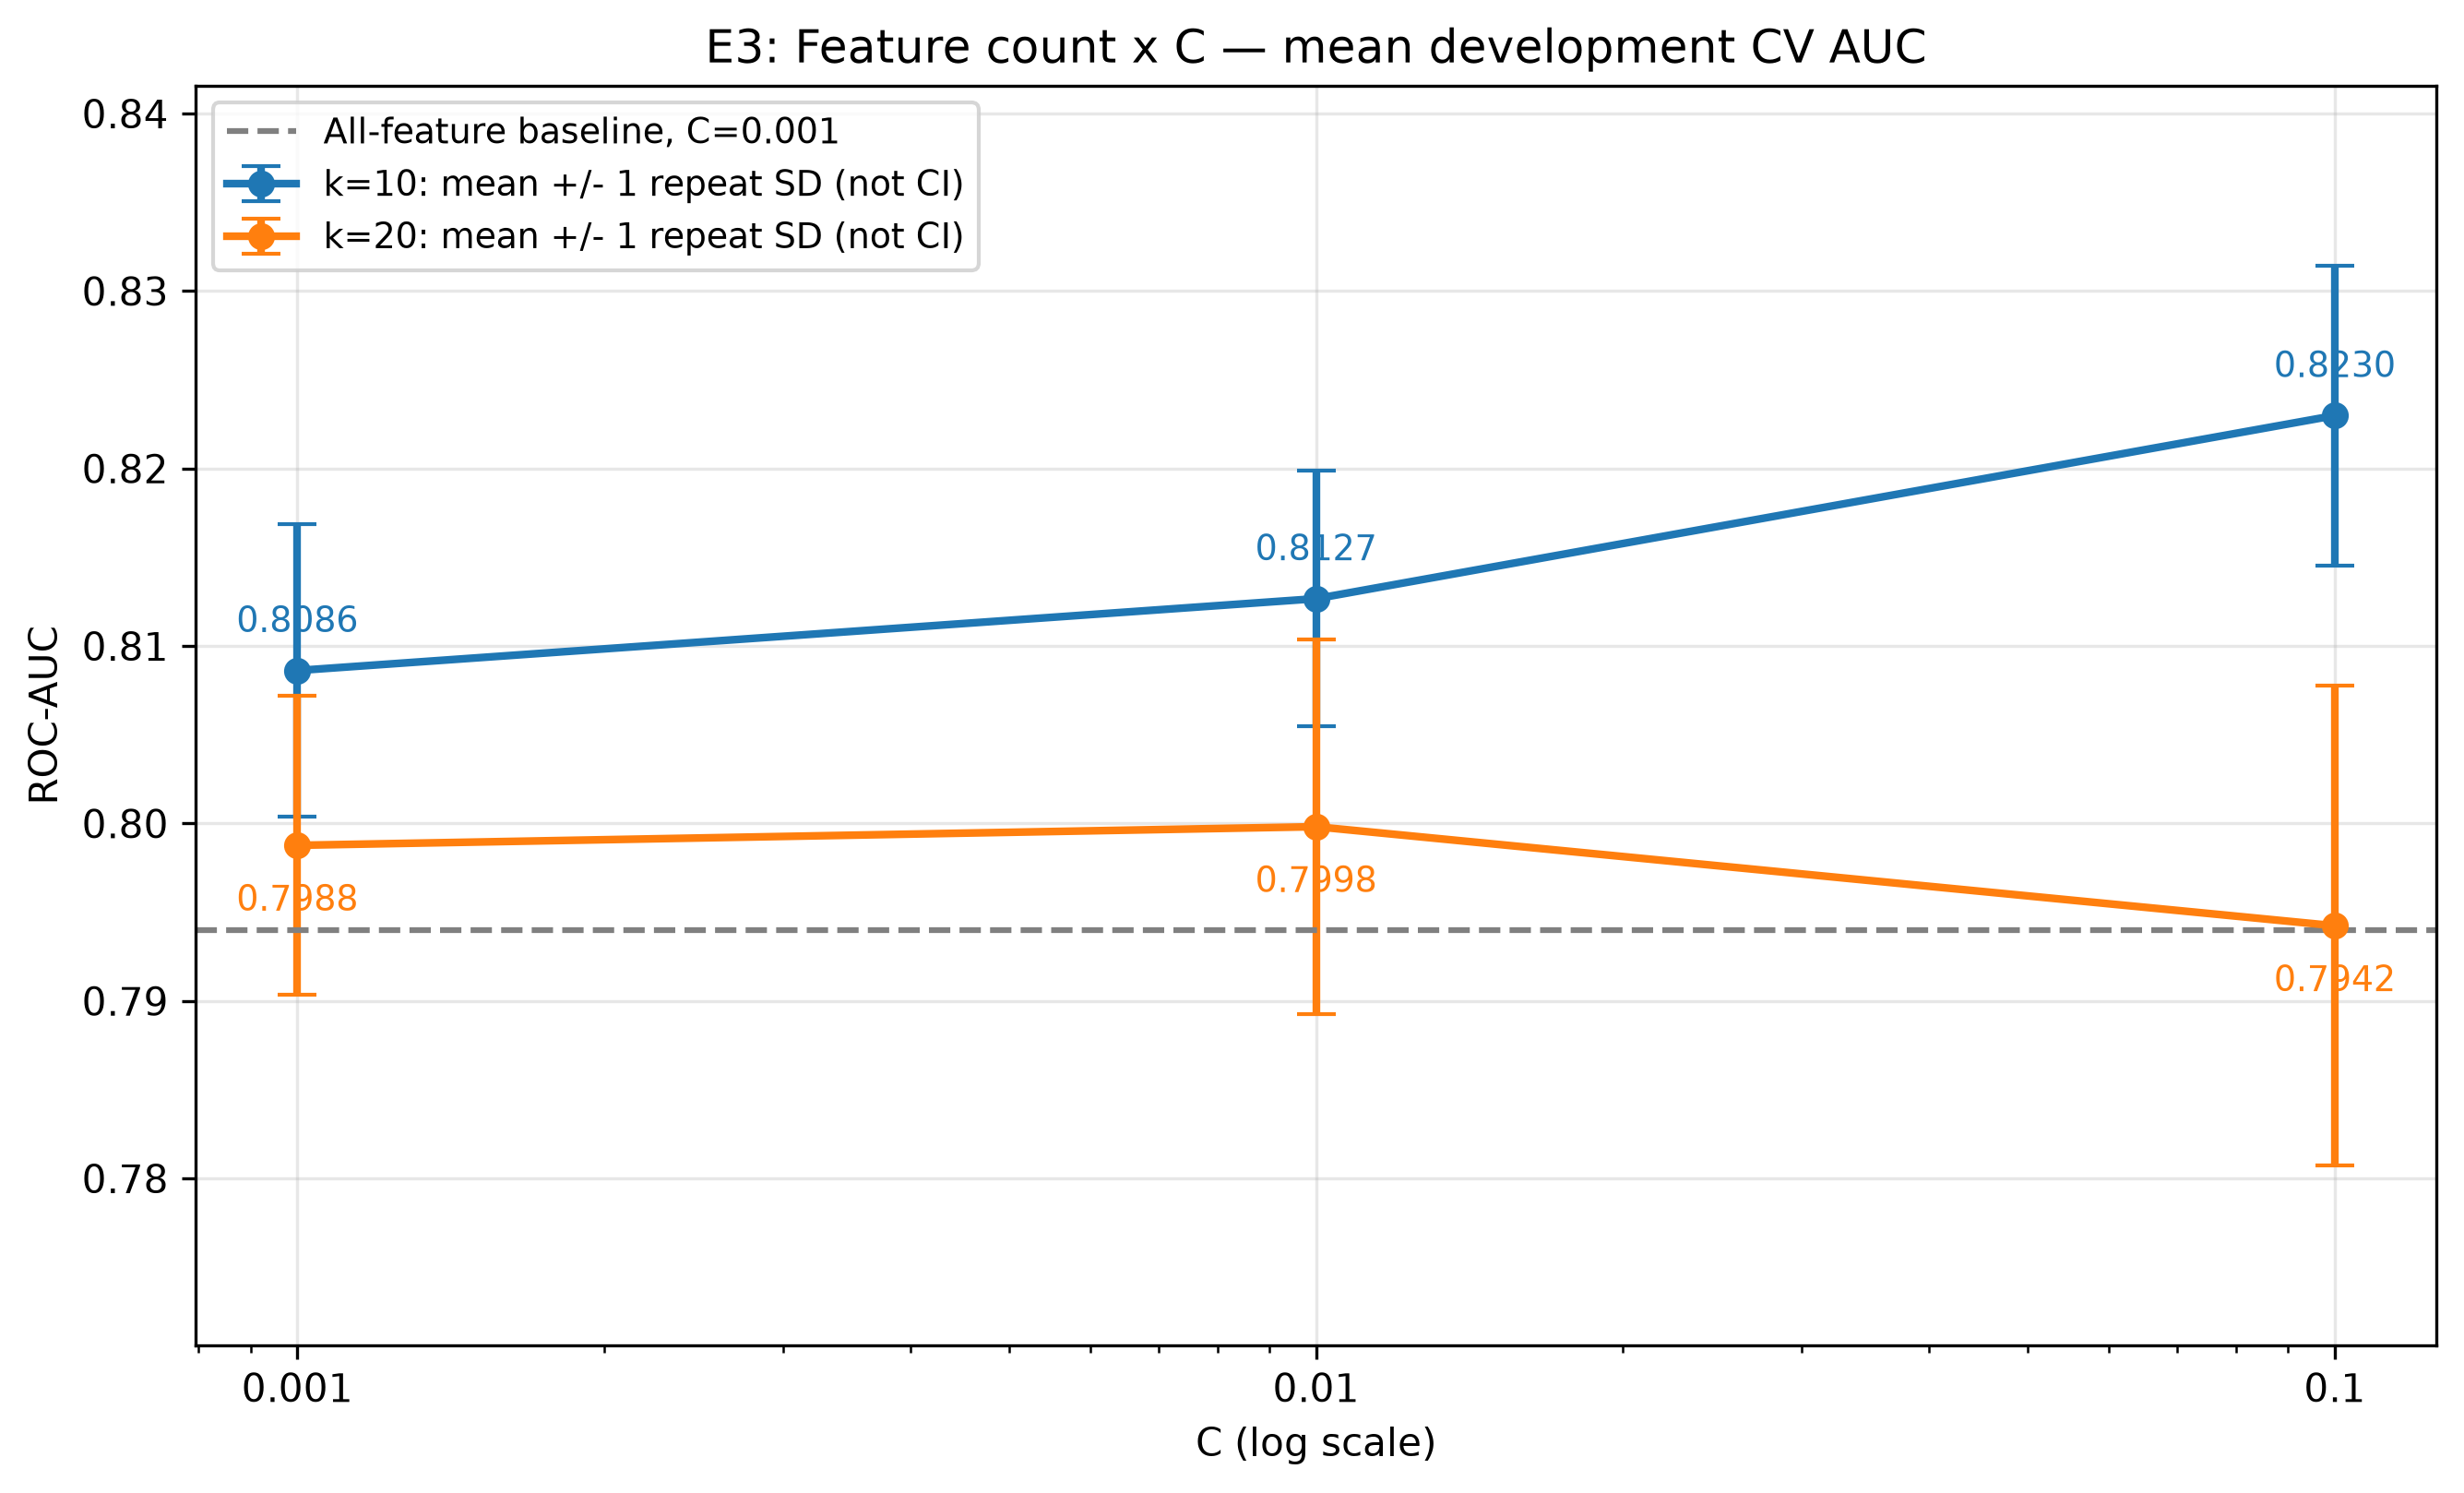 E3: Feature count x C — mean development CV AUC
All-feature baseline, C=0.001
k=10: mean +/- 1 repeat SD (not CI)
k=20: mean +/- 1 repeat SD (not CI)
ROC-AUC
0.84
0.83
0.82
0.81
0.80
0.79
0.78
0.8086
0.8127
0.8230
0.7988
0.7998
0.7942
0.001
0.01
0.1
C (log scale)